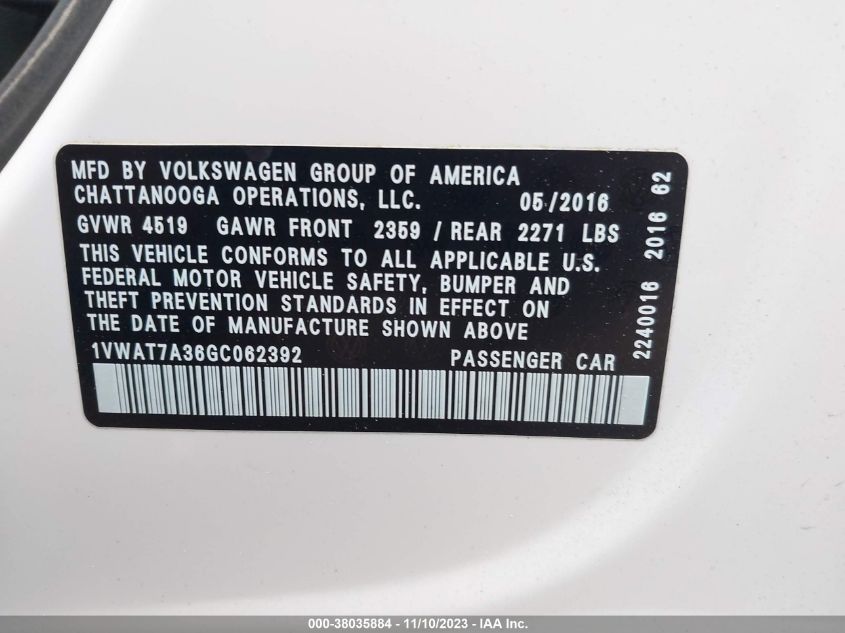 MFD BY VOLKSWAGEN GROUP OF AMERICA
CHATTANOOGA OPERATIONS, LLC. 05/2016
GVWR 4519 GAWR FRONT 2359 / REAR 2271 LBS
THIS VEHICLE CONFORMS TO ALL APPLICABLE U.S.
FEDERAL MOTOR VEHICLE SAFETY, BUMPER AND
THEFT PREVENTION STANDARDS IN EFFECT ON
THE DATE OF MANUFACTURE SHOWN ABOVE
1VWAT7A36GC062392 PASSENGER CAR
2240016 2016 62
000-38035884 - 11/10/2023 - © IAA Inc.